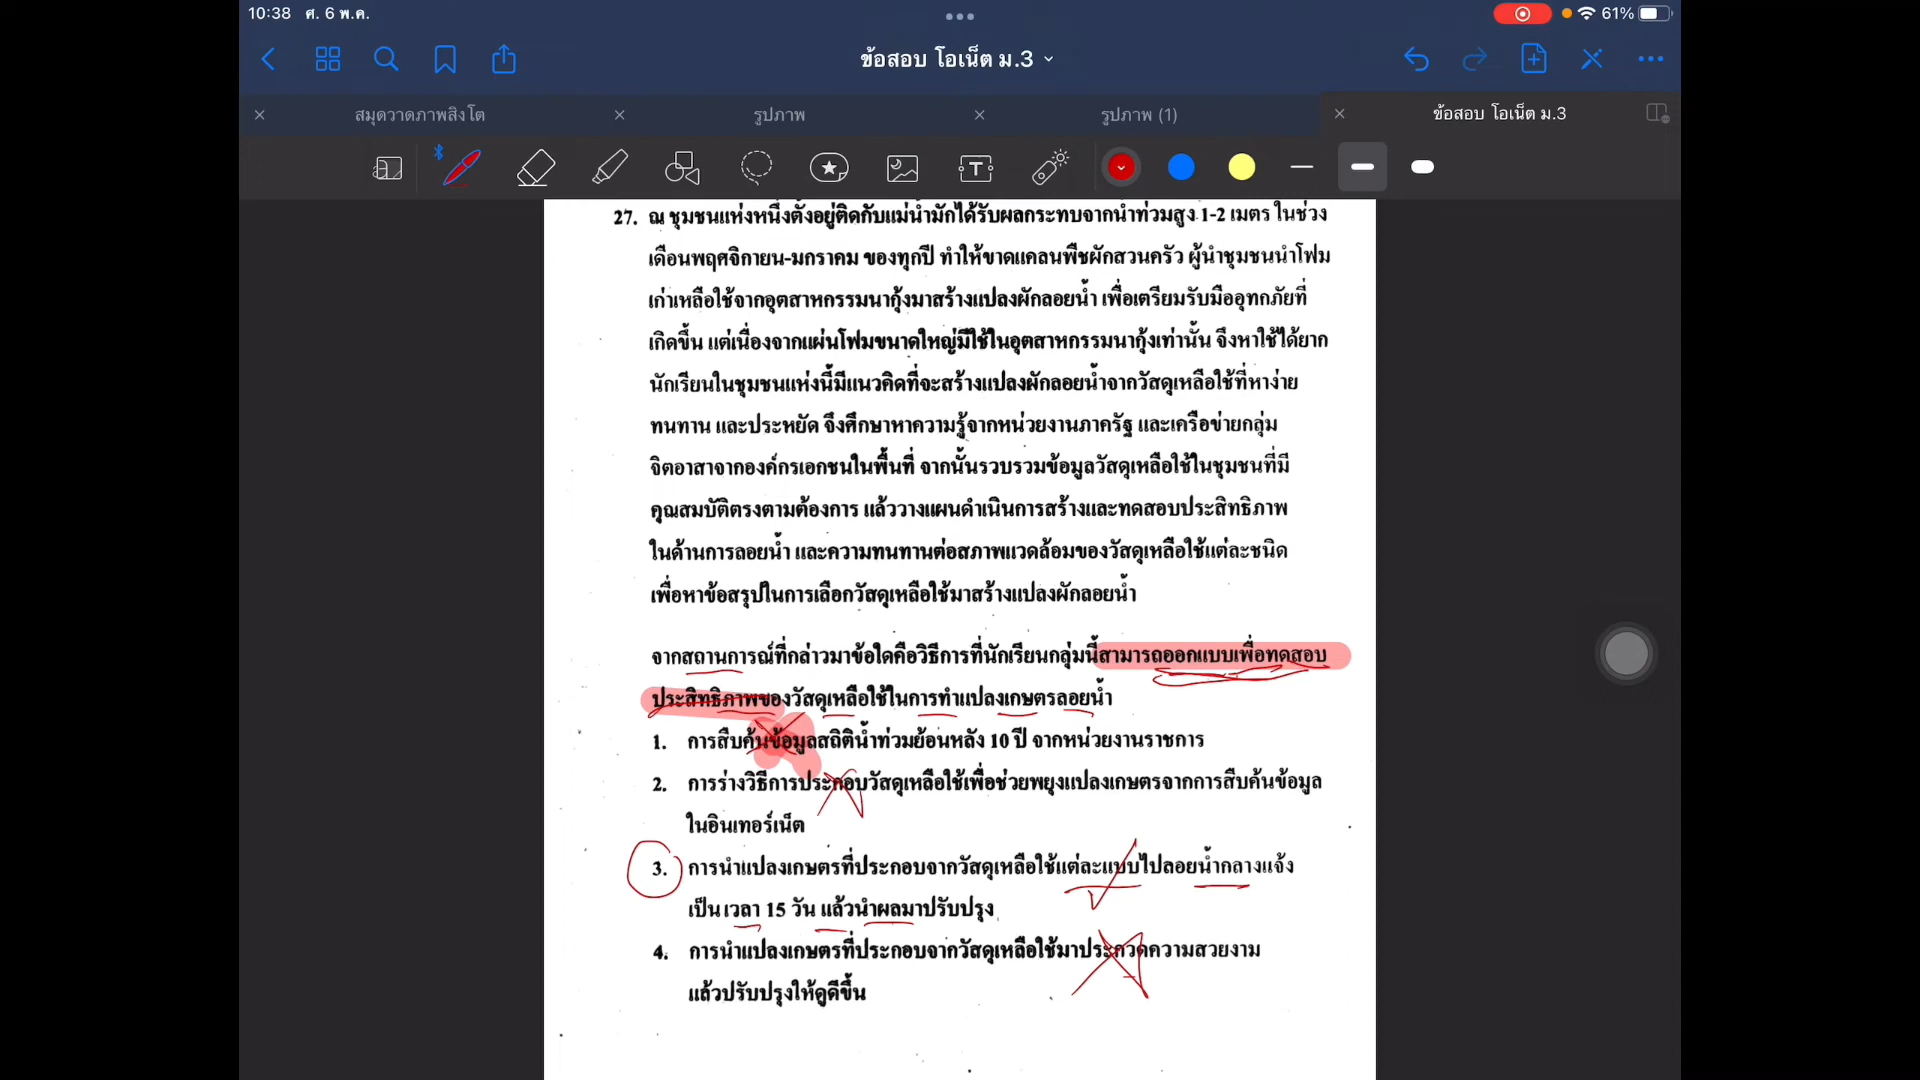 10:38 ศ. 6 พ.ค.
61%
ข้อสอบ โอเน็ต ม.3
สมุดวาดภาพสิงโต
รูปภาพ
รูปภาพ (1)
ข้อสอบ โอเน็ต ม.3
27. ณ ชุมชนแห่งหนึ่งตั้งอยู่ติดกับแม่น้ำมักได้รับผลกระทบจากน้ำท่วมสูง 1-2 เมตร ในช่วง
เดือนพฤศจิกายน-มกราคม ของทุกปี ทำให้ขาดแคลนพืชผักสวนครัว ผู้นำชุมชนนำโฟม
เก่าเหลือใช้จากอุตสาหกรรมนากุ้งมาสร้างแปลงผักลอยน้ำ เพื่อเตรียมรับมืออุทกภัยที่
เกิดขึ้น แต่เนื่องจากแผ่นโฟมขนาดใหญ่มีใช้ในอุตสาหกรรมนากุ้งเท่านั้น จึงหาใช้ได้ยาก
นักเรียนในชุมชนแห่งนี้มีแนวคิดที่จะสร้างแปลงผักลอยน้ำจากวัสดุเหลือใช้ที่หาง่าย
ทนทาน และประหยัด จึงศึกษาหาความรู้จากหน่วยงานภาครัฐ และเครือข่ายกลุ่ม
จิตอาสาจากองค์กรเอกชนในพื้นที่ จากนั้นรวบรวมข้อมูลวัสดุเหลือใช้ในชุมชนที่มี
คุณสมบัติตรงตามต้องการ แล้ววางแผนดำเนินการสร้างและทดสอบประสิทธิภาพ
ในด้านการลอยน้ำ และความทนทานต่อสภาพแวดล้อมของวัสดุเหลือใช้แต่ละชนิด
เพื่อหาข้อสรุปในการเลือกวัสดุเหลือใช้มาสร้างแปลงผักลอยน้ำ
จากสถานการณ์ที่กล่าวมาข้อใดคือวิธีการที่นักเรียนกลุ่มนี้สามารถออกแบบเพื่อทดสอบ
ประสิทธิภาพของวัสดุเหลือใช้ในการทำแปลงเกษตรลอยน้ำ
1. การสืบค้นข้อมูลสถิติน้ำท่วมย้อนหลัง 10 ปี จากหน่วยงานราชการ
2. การร่างวิธีการประกอบวัสดุเหลือใช้เพื่อช่วยพยุงแปลงเกษตรจากการสืบค้นข้อมูล
ในอินเทอร์เน็ต
3. การนำแปลงเกษตรที่ประกอบจากวัสดุเหลือใช้แต่ละแบบไปลอยน้ำกลางแจ้ง
เป็น เวลา 15 วัน แล้วนำผลมาปรับปรุง
4. การนำแปลงเกษตรที่ประกอบจากวัสดุเหลือใช้มาประกวดความสวยงาม
แล้วปรับปรุงให้ดูดีขึ้น